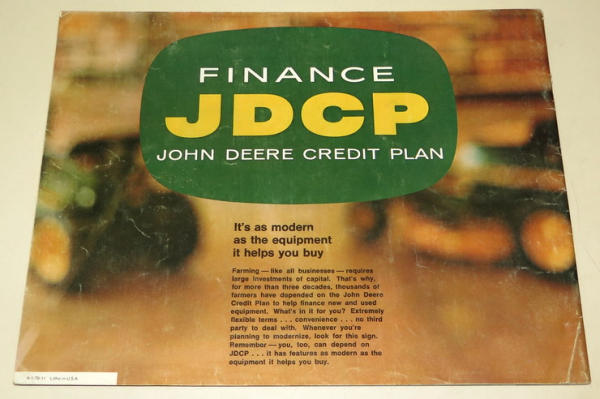 FINANCE
JDCP
JOHN DEERE CREDIT PLAN
It's as modern
as the equipment
it helps you buy
Farming — like all businesses — requires
large investments of capital. That's why,
for more than three decades, thousands of
farmers have depended on the John Deere
Credit Plan to help finance new and used
equipment. What's in it for you? Extremely
flexible terms . . . convenience . . . no third
party to deal with. Whenever you're
planning to modernize, look for this sign.
Remember — you, too, can depend on
JDCP . . . it has features as modern as the
equipment it helps you buy.